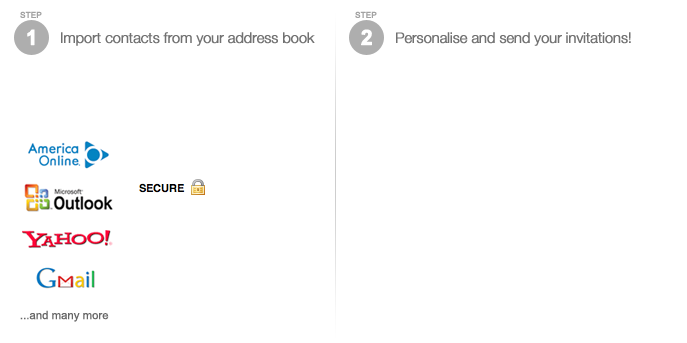 STEP
1 Import contacts from your address book
STEP
2 Personalise and send your invitations!
America
Online
Microsoft
Outlook
SECURE
YAHOO!
GMail
...and many more